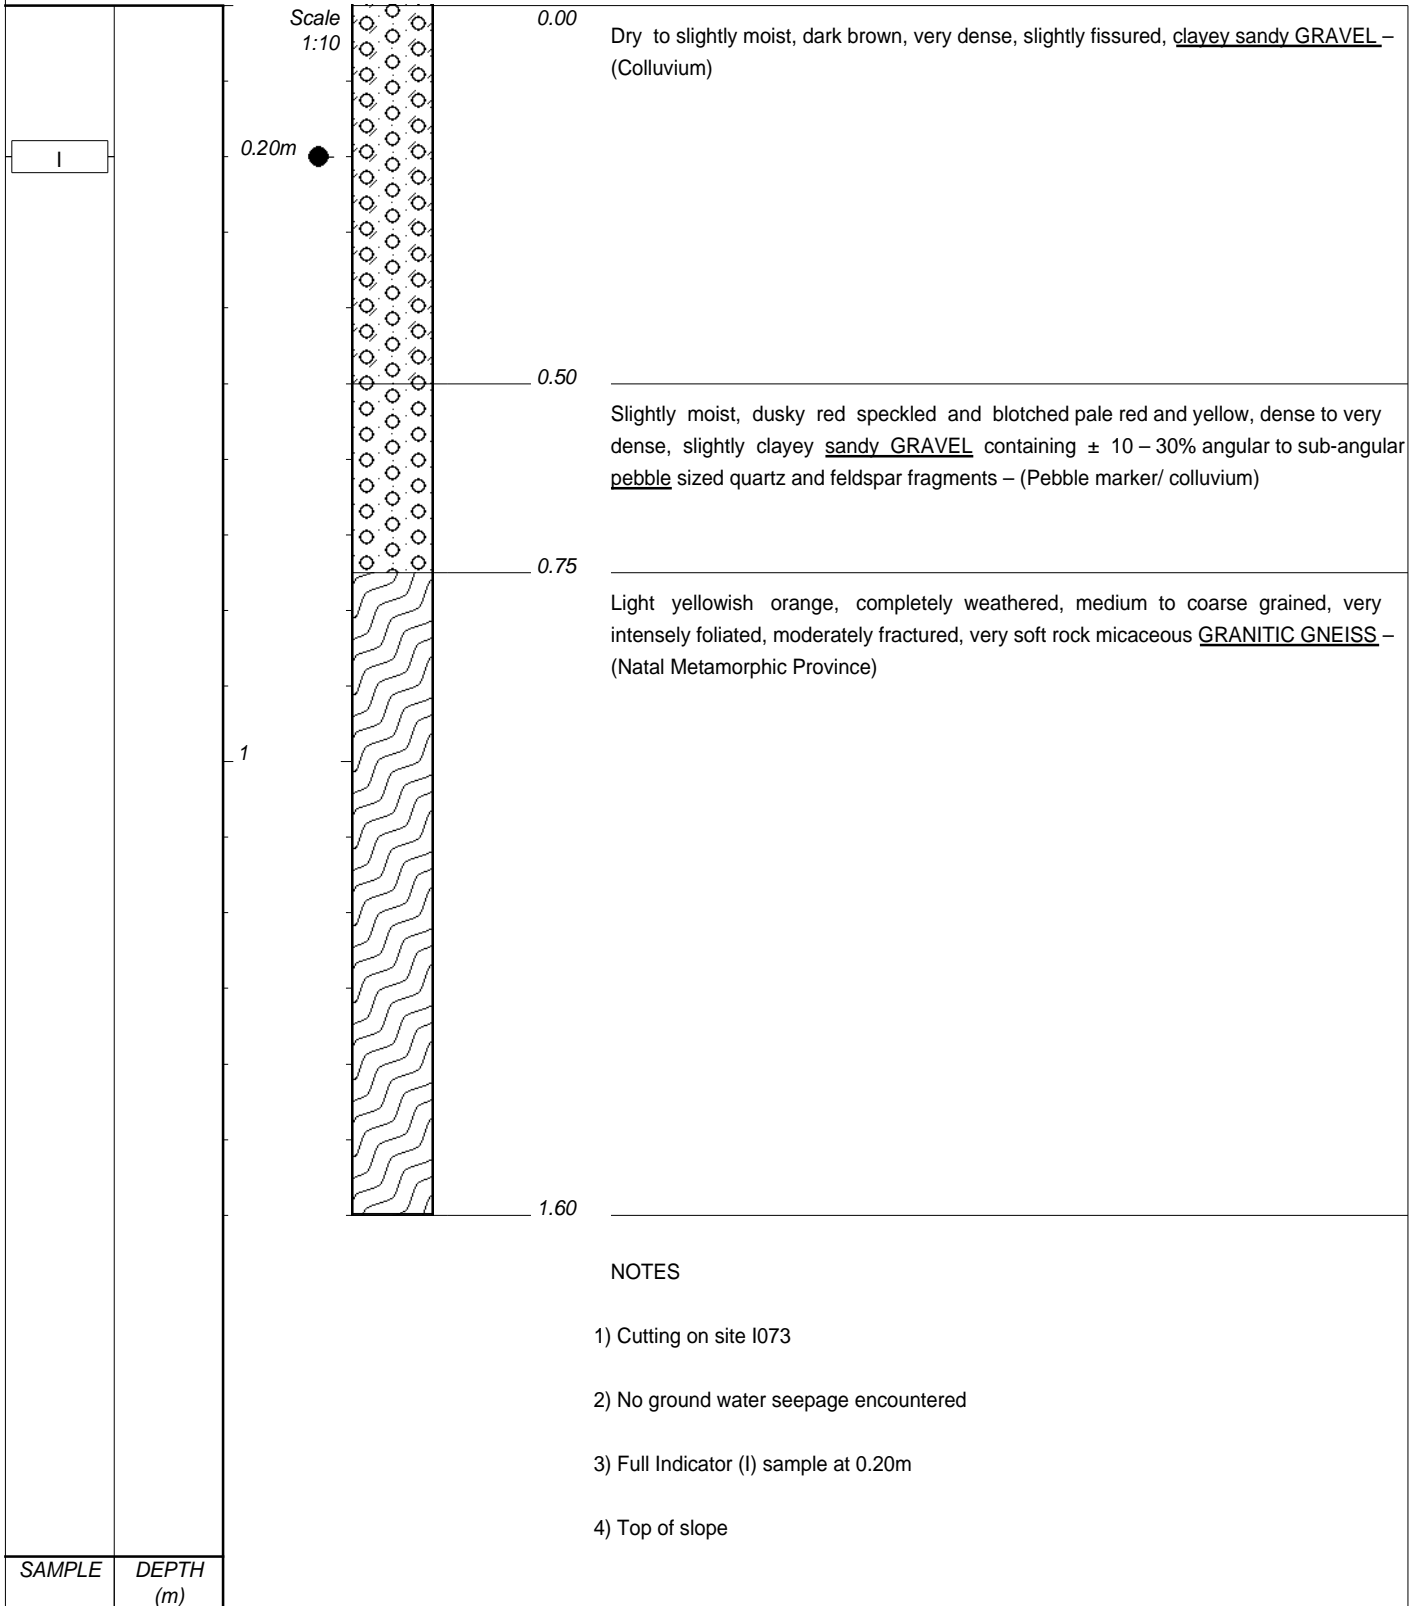 Scale
1:10
0.00
Dry to slightly moist, dark brown, very dense, slightly fissured, clayey sandy GRAVEL –
(Colluvium)
I
0.20m
0.50
Slightly moist, dusky red speckled and blotched pale red and yellow, dense to very
dense, slightly clayey sandy GRAVEL containing ± 10 – 30% angular to sub-angular
pebble sized quartz and feldspar fragments – (Pebble marker/ colluvium)
0.75
Light yellowish orange, completely weathered, medium to coarse grained, very
intensely foliated, moderately fractured, very soft rock micaceous GRANITIC GNEISS –
(Natal Metamorphic Province)
1
1.60
NOTES
1) Cutting on site I073
2) No ground water seepage encountered
3) Full Indicator (I) sample at 0.20m
4) Top of slope
SAMPLE
DEPTH
(m)